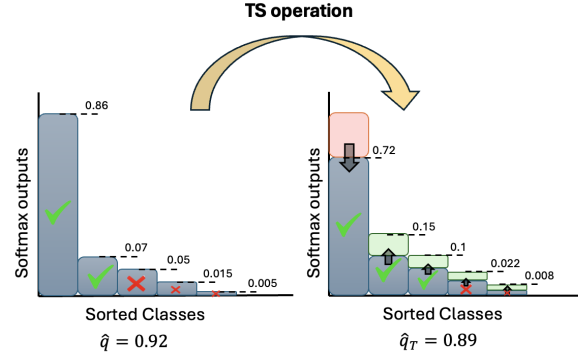 TS operation
Softmax outputs
0.86
0.07
0.05
0.015
0.005
Sorted Classes
q̂ = 0.92
Softmax outputs
0.72
0.15
0.1
0.022
0.008
Sorted Classes
q̂_T = 0.89